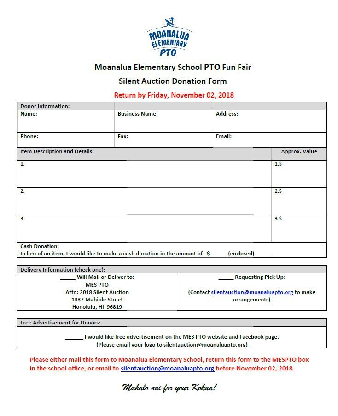 MOANALUA
ELEMENTARY
PTO
Moanalua Elementary School PTO Fun Fair
Silent Auction Donation Form
Return by Friday, November 02, 2018
Donor Information:
Name: Business Name Address:
Phone: Fax: Email:
Item Description and Details: Approx. Value
1. 1.$
2. 2.$
3. 3.$
Cash Donation:
In lieu of an item, I would like to make a cash donation in the amount of $ (enclosed)
Delivery Information (check one):
Will Mail or Deliver to: Requesting Pick Up:
MES PTO
Attn: 2018 Silent Auction (Contact silentauction@moanaluapto.org to make
1337 Mahiole Street arrangements)
Honolulu, HI 96819
Free Advertisement for Donors:
I would like free advertisement on the MES PTO website and Facebook page.
(Please email your logo to silentauction@moanaluapto.org)
Please either mail this form to Moanalua Elementary School, return this form to the MES PTO box
in the school office, or email to silentauction@moanaluapto.org before November 02, 2018.
Mahalo nui for your Kokua!